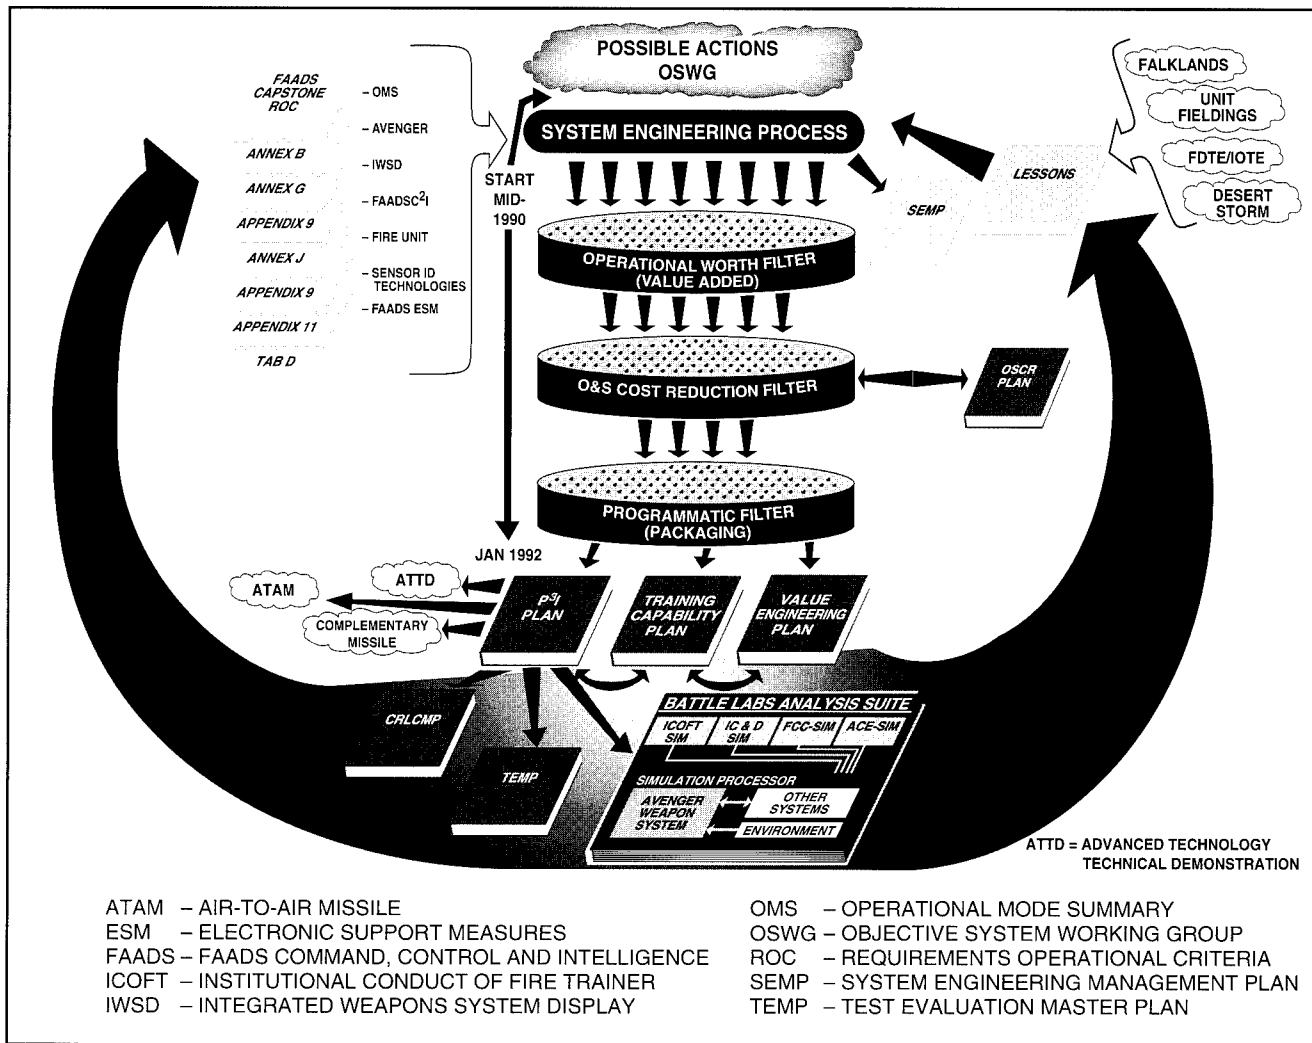 POSSIBLE ACTIONS
OSWG
SYSTEM ENGINEERING PROCESS
FAADS
CAPSTONE
ROC
ANNEX B
ANNEX G
APPENDIX 9
ANNEX J
APPENDIX 9
APPENDIX 11
TAB D
– OMS
– AVENGER
– IWSD
– FAADSC²I
– FIRE UNIT
– SENSOR ID
TECHNOLOGIES
– FAADS ESM
START
MID-
1990
JAN 1992
SEMP
LESSONS
FALKLANDS
UNIT
FIELDINGS
FDTE/IOTE
DESERT
STORM
OPERATIONAL WORTH FILTER
(VALUE ADDED)
O&S COST REDUCTION FILTER
OSCR
PLAN
PROGRAMMATIC FILTER
(PACKAGING)
ATAM
ATTD
COMPLEMENTARY
MISSILE
P³I
PLAN
TRAINING
CAPABILITY
PLAN
VALUE
ENGINEERING
PLAN
CRLCMP
TEMP
BATTLE LABS ANALYSIS SUITE
ICOFT
SIM
IC & D
SIM
FCC-SIM
ACE-SIM
SIMULATION PROCESSOR
AVENGER
WEAPON
SYSTEM
OTHER
SYSTEMS
ENVIRONMENT
ATTD = ADVANCED TECHNOLOGY
TECHNICAL DEMONSTRATION
ATAM – AIR-TO-AIR MISSILE
ESM – ELECTRONIC SUPPORT MEASURES
FAADS – FAADS COMMAND, CONTROL AND INTELLIGENCE
ICOFT – INSTITUTIONAL CONDUCT OF FIRE TRAINER
IWSD – INTEGRATED WEAPONS SYSTEM DISPLAY
OMS – OPERATIONAL MODE SUMMARY
OSWG – OBJECTIVE SYSTEM WORKING GROUP
ROC – REQUIREMENTS OPERATIONAL CRITERIA
SEMP – SYSTEM ENGINEERING MANAGEMENT PLAN
TEMP – TEST EVALUATION MASTER PLAN